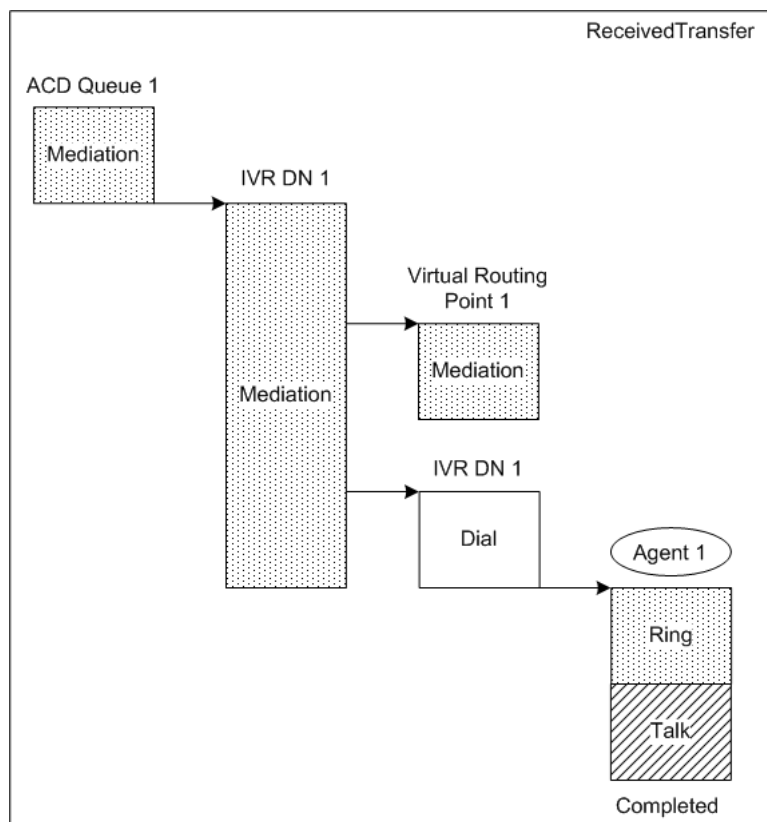 ReceivedTransfer
ACD Queue 1
Mediation
IVR DN 1
Mediation
Virtual Routing
Point 1
Mediation
IVR DN 1
Dial
Agent 1
Ring
Talk
Completed